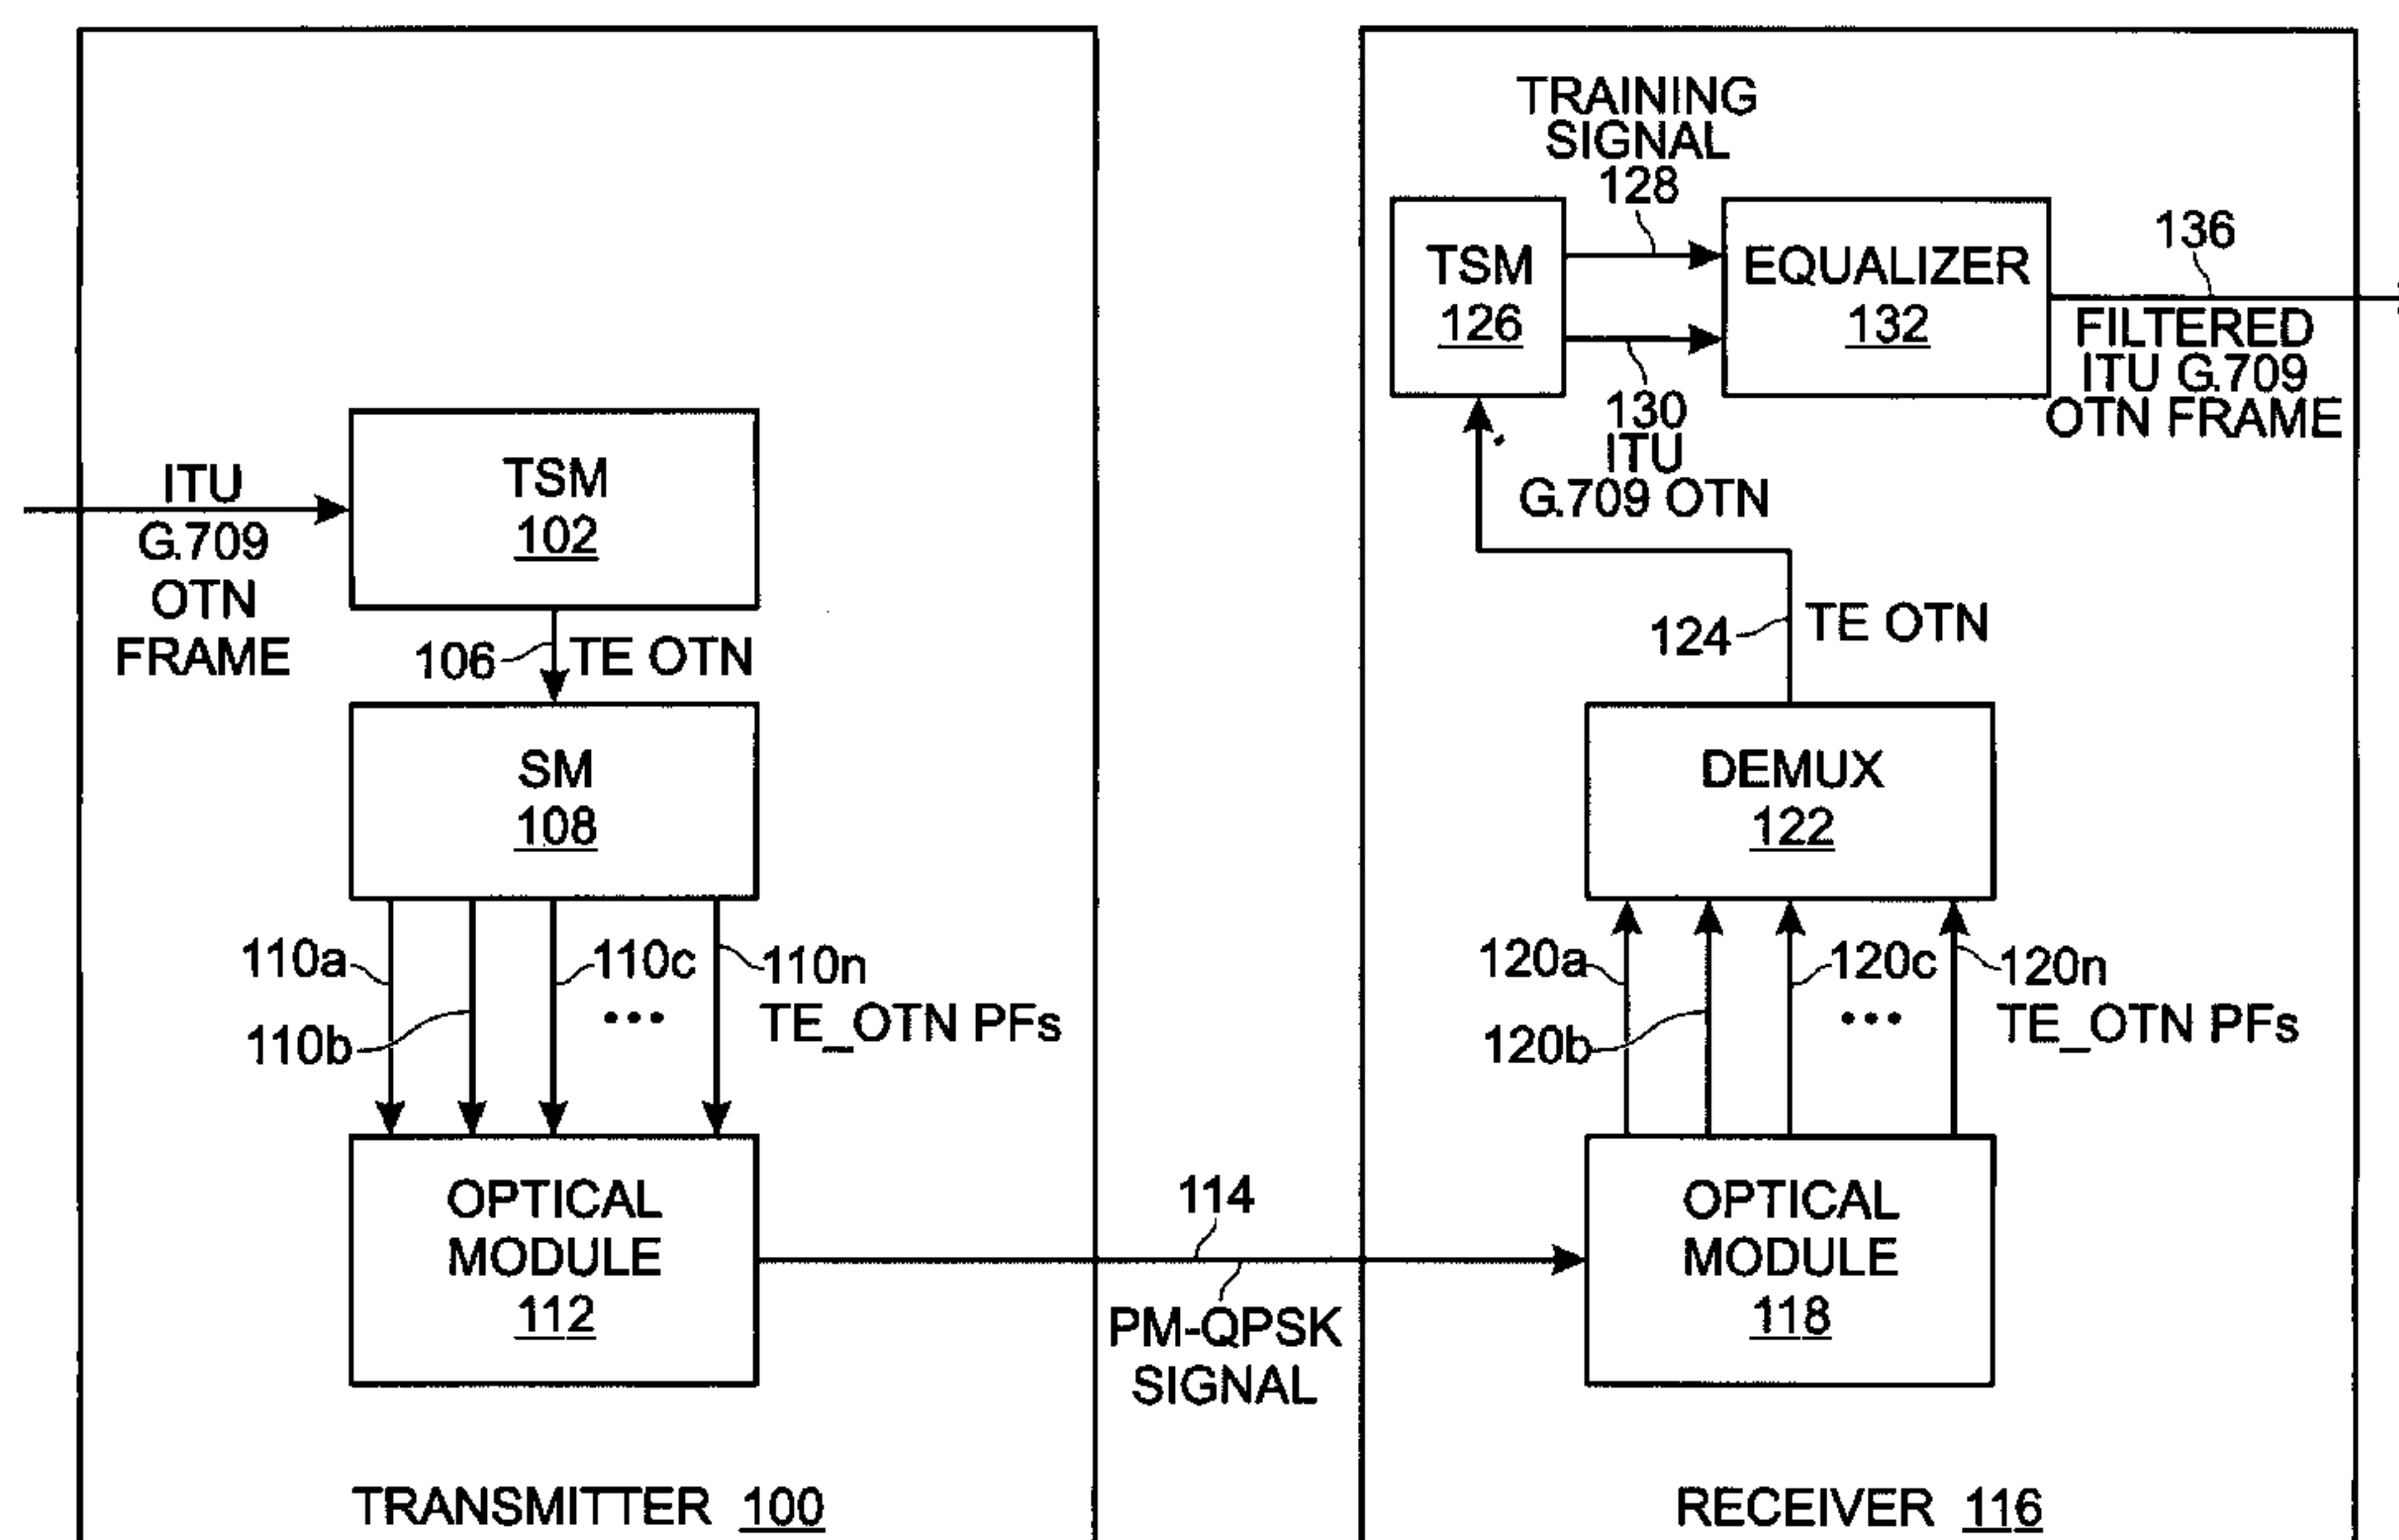 ITU
G.709
OTN
FRAME
TSM
102
106
TE OTN
SM
108
110a
110b
110c
110n
...
TE_OTN PFs
OPTICAL
MODULE
112
TRANSMITTER 100
114
PM-QPSK
SIGNAL
TRAINING
SIGNAL
128
TSM
126
EQUALIZER
132
136
FILTERED
ITU G.709
OTN FRAME
130
ITU
G.709 OTN
124
TE OTN
DEMUX
122
120a
120b
120c
120n
...
TE_OTN PFs
OPTICAL
MODULE
118
RECEIVER 116